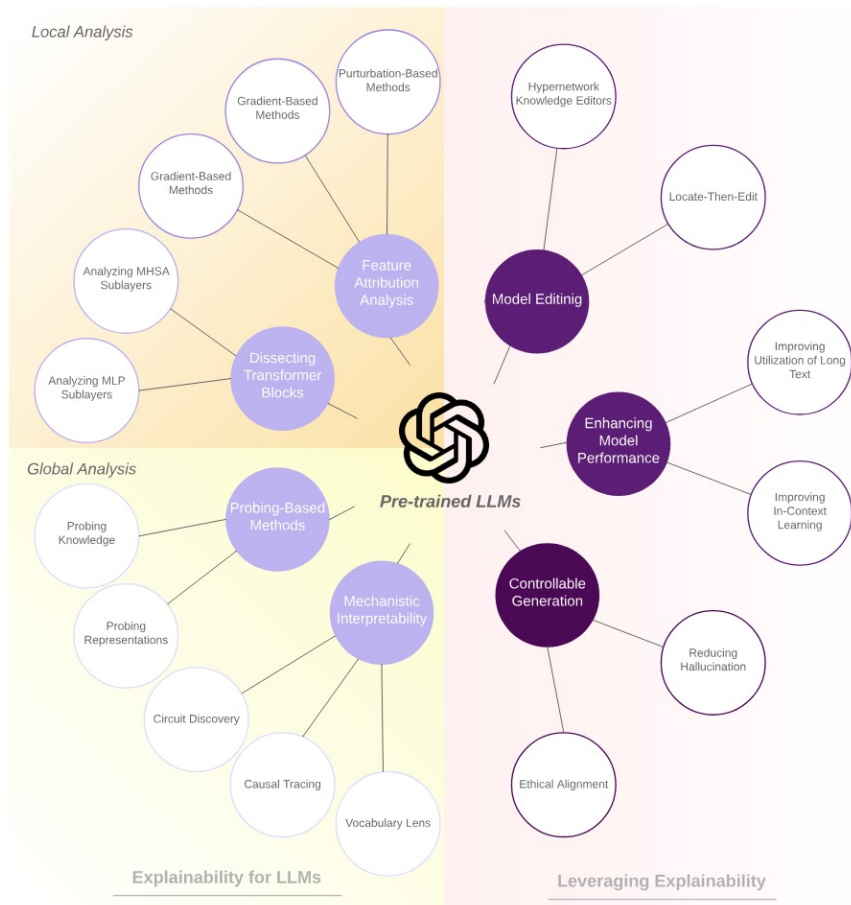 Local Analysis
Purturbation-Based
Methods
Gradient-Based
Methods
Gradient-Based
Methods
Analyzing MHSA
Sublayers
Analyzing MLP
Sublayers
Feature
Attribution
Analysis
Dissecting
Transformer
Blocks
Global Analysis
Probing-Based
Methods
Probing
Knowledge
Probing
Representations
Mechanistic
Interpretability
Circuit Discovery
Causal Tracing
Vocabulary Lens
Explainability for LLMs
Pre-trained LLMs
Hypernetwork
Knowledge Editors
Locate-Then-Edit
Model Editinig
Improving
Utilization of Long
Text
Enhancing
Model
Performance
Improving
In-Context
Learning
Controllable
Generation
Reducing
Hallucination
Ethical Alignment
Leveraging Explainability